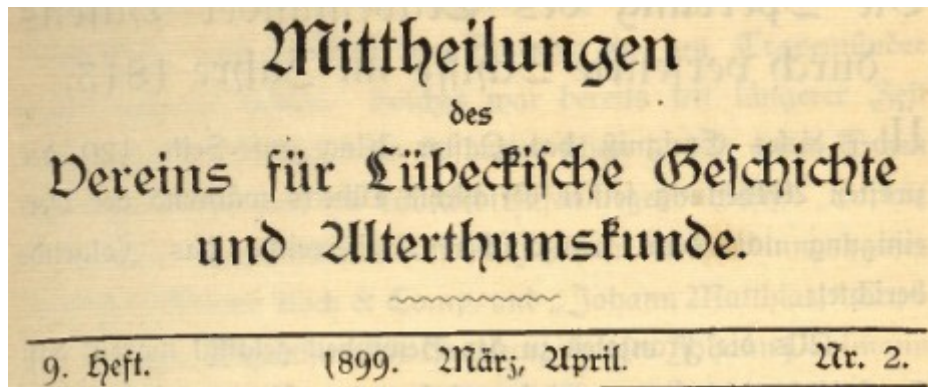 Mittheilungen
des
Vereins für Lübeckische Geschichte
und Alterthumskunde.
9. Heft. 1899. März, April. Nr. 2.